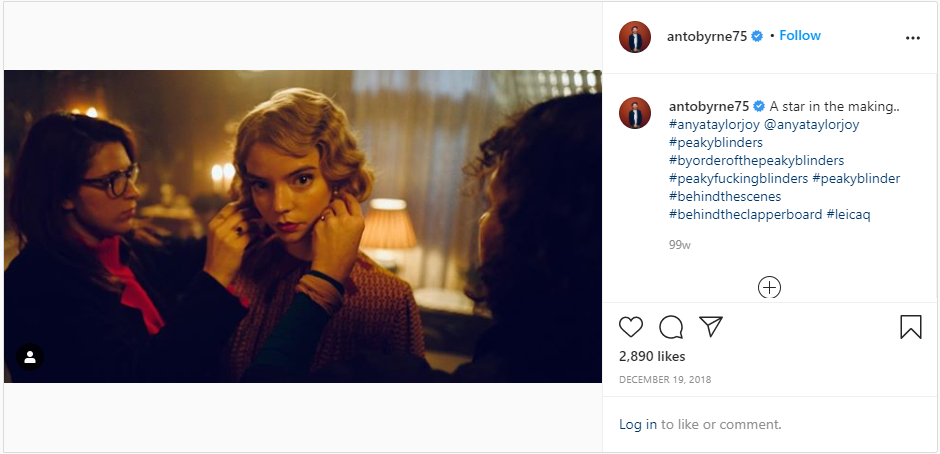 antobyrne75 • Follow
antobyrne75 A star in the making..
#anyataylorjoy @anyataylorjoy
#peakyblinders
#byorderofthepeakyblinders
#peakyfuckingblinders #peakyblinder
#behindthescenes
#behindtheclapperboard #leicaq
99w
2,890 likes
DECEMBER 19, 2018
Log in to like or comment.